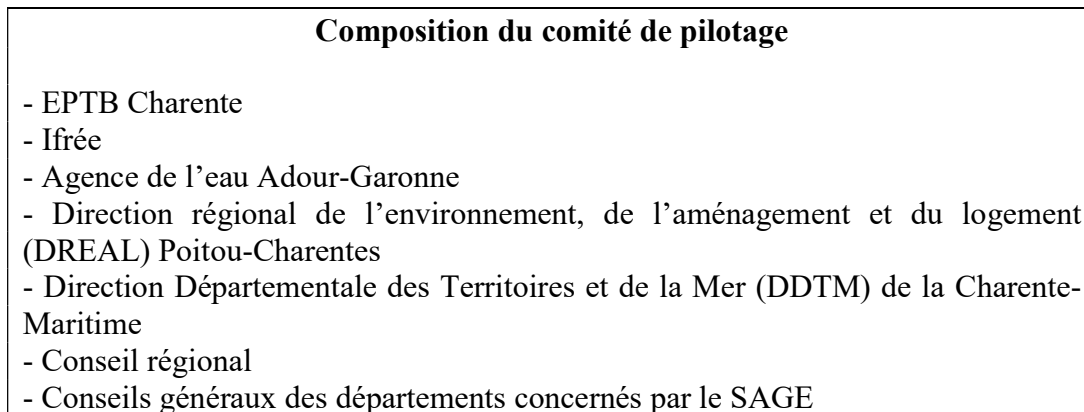 Composition du comité de pilotage
- EPTB Charente
- Ifrée
- Agence de l’eau Adour-Garonne
- Direction régional de l’environnement, de l’aménagement et du logement
(DREAL) Poitou-Charentes
- Direction Départementale des Territoires et de la Mer (DDTM) de la Charente-
Maritime
- Conseil régional
- Conseils généraux des départements concernés par le SAGE